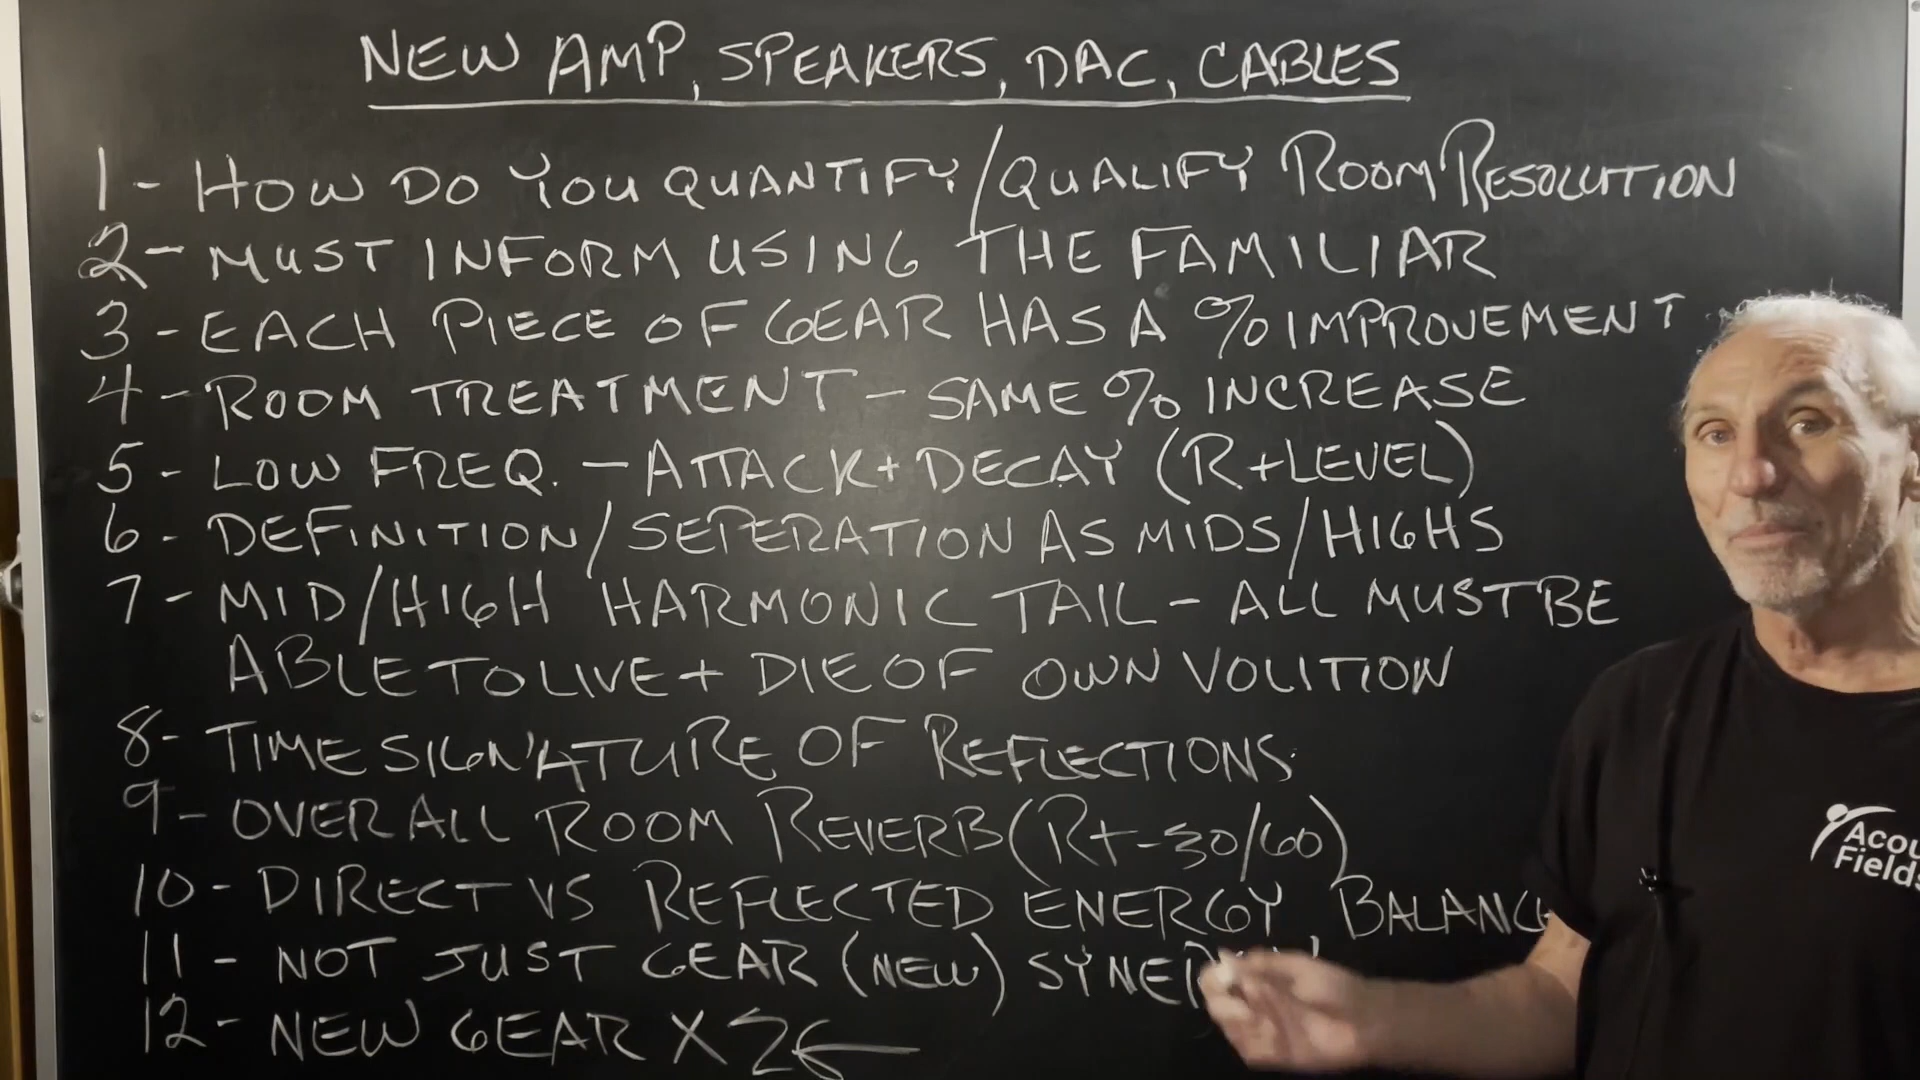 NEW AMP, SPEAKERS, DAC, CABLES
1 - HOW DO YOU QUANTIFY/QUALIFY ROOM RESOLUTION
2 - MUST INFORM USING THE FAMILIAR
3 - EACH PIECE OF GEAR HAS A % IMPROVEMENT
4 - ROOM TREATMENT - SAME % INCREASE
5 - LOW FREQ. - ATTACK + DECAY (R+LEVEL)
6 - DEFINITION/SEPERATION AS MIDS/HIGHS
7 - MID/HIGH HARMONIC TAIL - ALL MUST BE
ABLE TO LIVE + DIE OF OWN VOLITION
8 - TIME SIGNATURE OF REFLECTIONS
9 - OVERALL ROOM REVERB (Rt-30/60)
10 - DIRECT VS REFLECTED ENERGY BALANC
11 - NOT JUST GEAR (NEW)
12 - NEW GEAR X
Fields